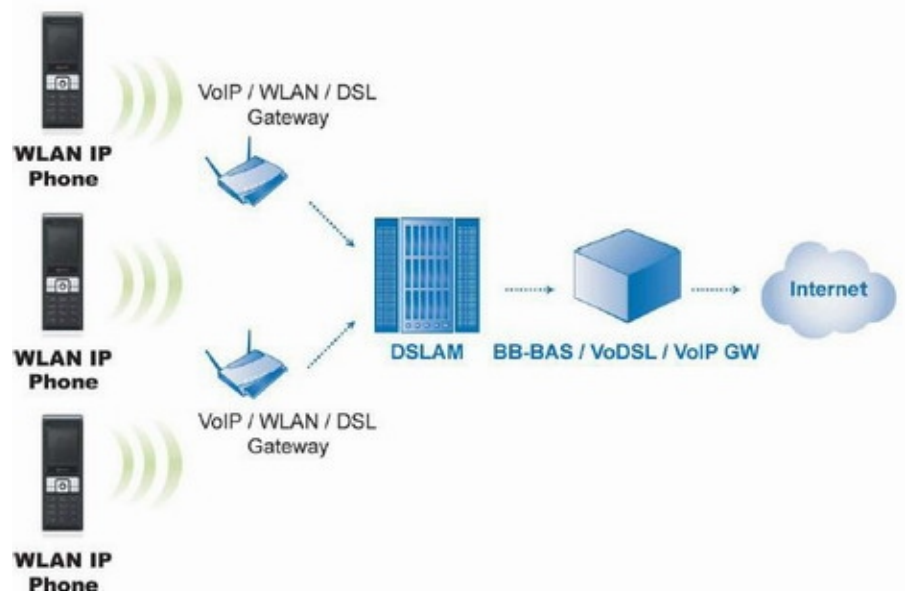 VoIP / WLAN / DSL
Gateway
WLAN IP
Phone
WLAN IP
Phone
DSLAM
BB-BAS / VoDSL / VoIP GW
Internet
VoIP / WLAN / DSL
Gateway
WLAN IP
Phone